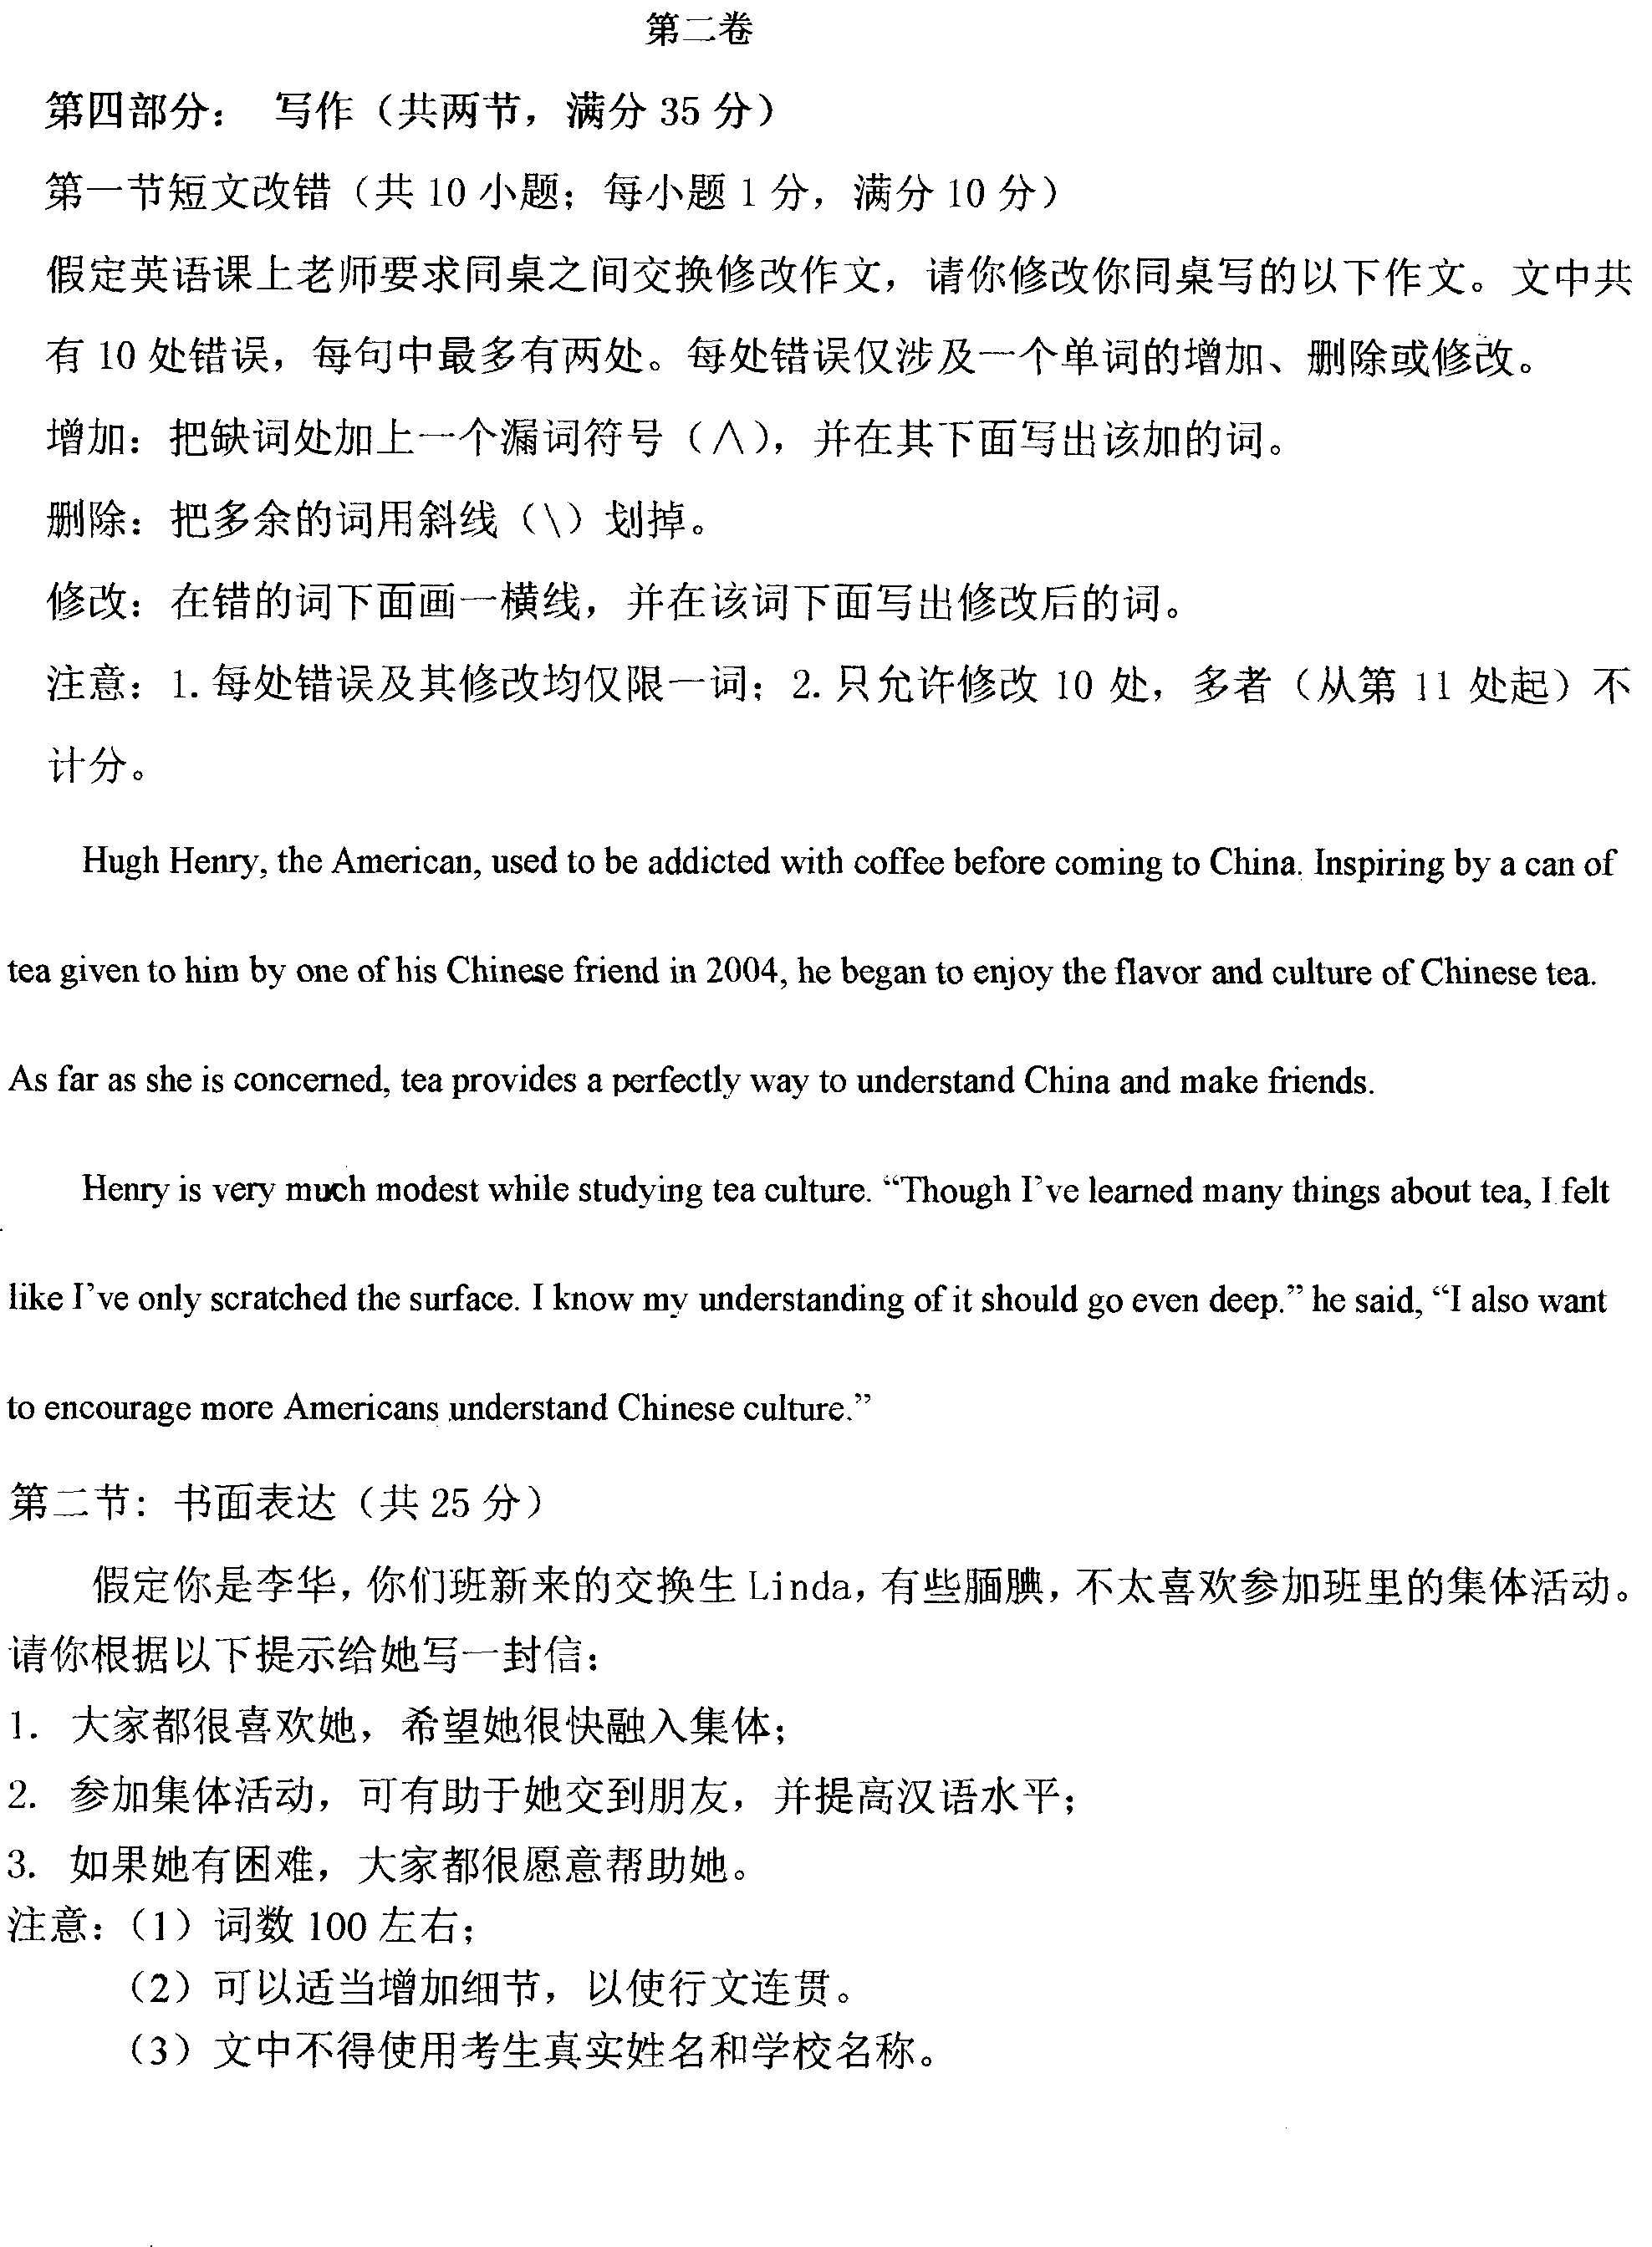 第二卷
第四部分： 写作（共两节，满分 35 分）
第一节短文改错（共 10 小题；每小题 1 分，满分 10 分）
假定英语课上老师要求同桌之间交换修改作文，请你修改你同桌写的以下作文。文中共
有 10 处错误，每句中最多有两处。每处错误仅涉及一个单词的增加、删除或修改。
增加：把缺词处加上一个漏词符号（∧），并在其下面写出该加的词。
删除：把多余的词用斜线（\）划掉。
修改：在错的词下面画一横线，并在该词下面写出修改后的词。
注意：1. 每处错误及其修改均仅限一词；2. 只允许修改 10 处，多者（从第 11 处起）不
计分。
Hugh Henry, the American, used to be addicted with coffee before coming to China. Inspiring by a can of
tea given to him by one of his Chinese friend in 2004, he began to enjoy the flavor and culture of Chinese tea.
As far as she is concerned, tea provides a perfectly way to understand China and make friends.
Henry is very much modest while studying tea culture. “Though I’ve learned many things about tea, I felt
like I’ve only scratched the surface. I know my understanding of it should go even deep.” he said, “I also want
to encourage more Americans understand Chinese culture.”
第二节：书面表达（共 25 分）
假定你是李华，你们班新来的交换生 Linda，有些腼腆，不太喜欢参加班里的集体活动。
请你根据以下提示给她写一封信：
1. 大家都很喜欢她，希望她很快融入集体；
2. 参加集体活动，可有助于她交到朋友，并提高汉语水平；
3. 如果她有困难，大家都很愿意帮助她。
注意：（1）词数 100 左右；
（2）可以适当增加细节，以使行文连贯。
（3）文中不得使用考生真实姓名和学校名称。